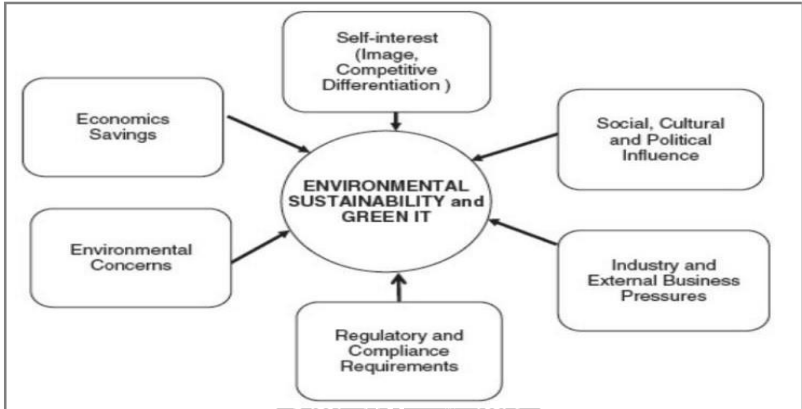 Self-interest
(Image,
Competitive
Differentiation )
Economics
Savings
Social, Cultural
and Political
Influence
ENVIRONMENTAL
SUSTAINABILITY and
GREEN IT
Environmental
Concerns
Industry and
External Business
Pressures
Regulatory and
Compliance
Requirements